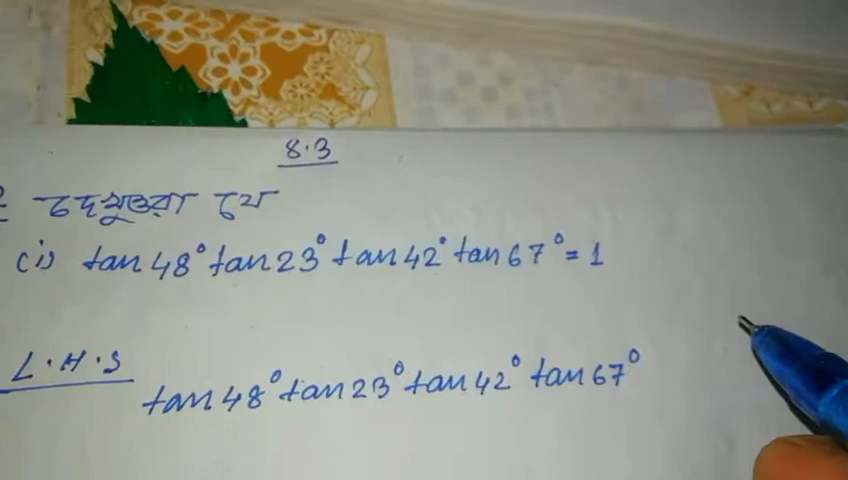 8.3
দেখুওৱা যে
(i) tan 48° tan 23° tan 42° tan 67° = 1
L.H.S
tan 48° tan 23° tan 42° tan 67°